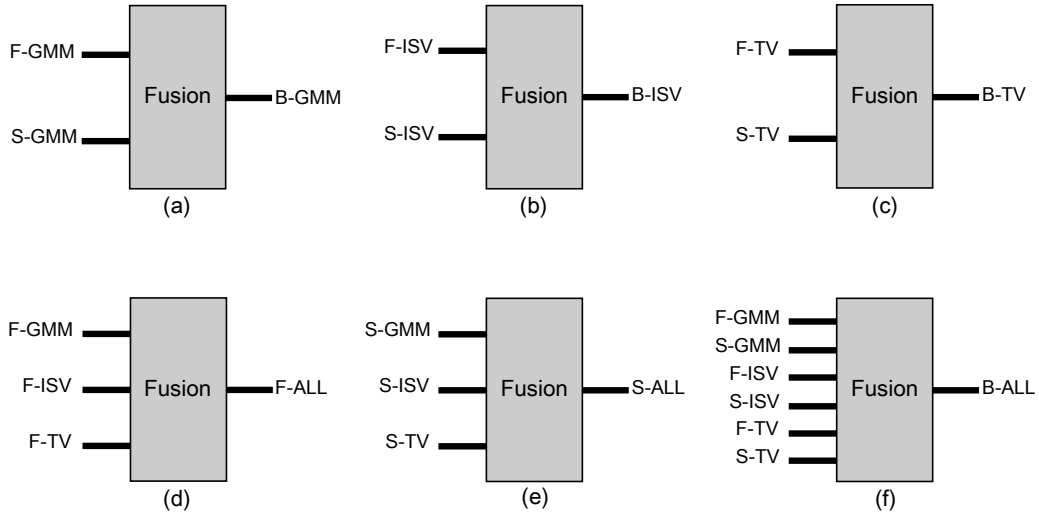 F-GMM
S-GMM
Fusion
B-GMM
(a)
F-ISV
S-ISV
Fusion
B-ISV
(b)
F-TV
S-TV
Fusion
B-TV
(c)
F-GMM
F-ISV
F-TV
Fusion
F-ALL
(d)
S-GMM
S-ISV
S-TV
Fusion
S-ALL
(e)
F-GMM
S-GMM
F-ISV
S-ISV
F-TV
S-TV
Fusion
B-ALL
(f)